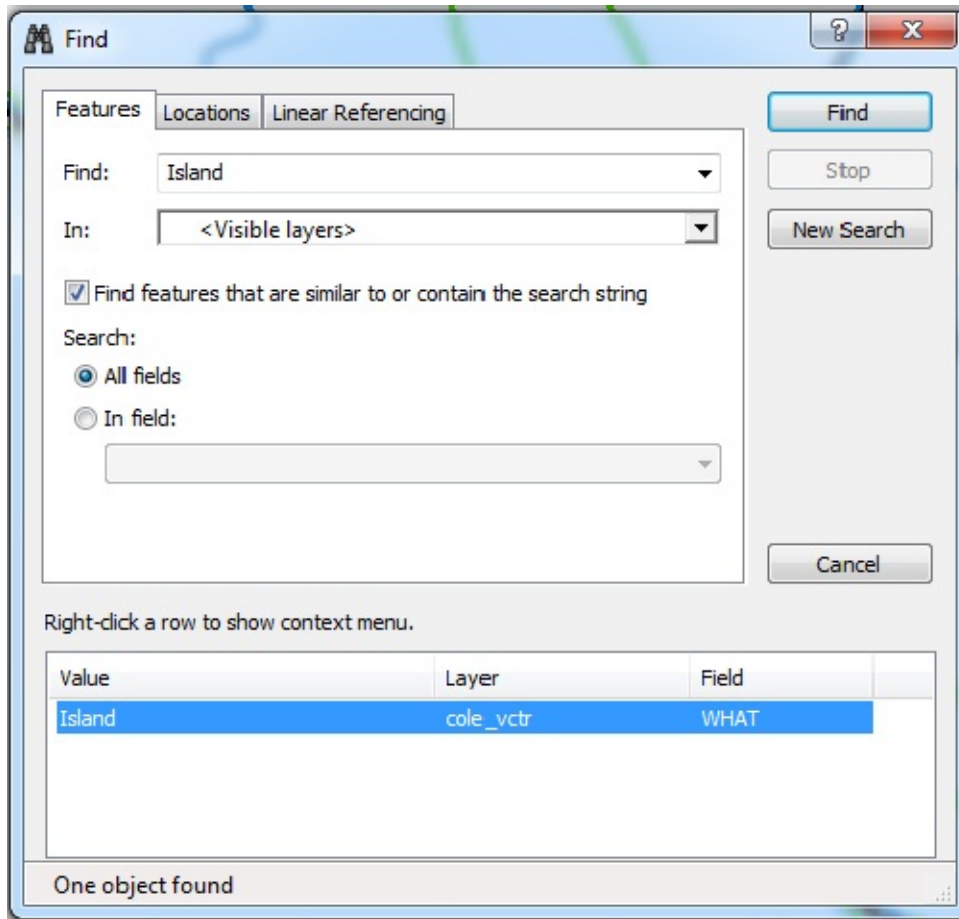 Find
Features Locations Linear Referencing
Find
Find: Island
Stop
In: <Visible layers>
New Search
Find features that are similar to or contain the search string
Search:
All fields
In field:
Cancel
Right-click a row to show context menu.
Value Layer Field
Island cole_vctr WHAT
One object found